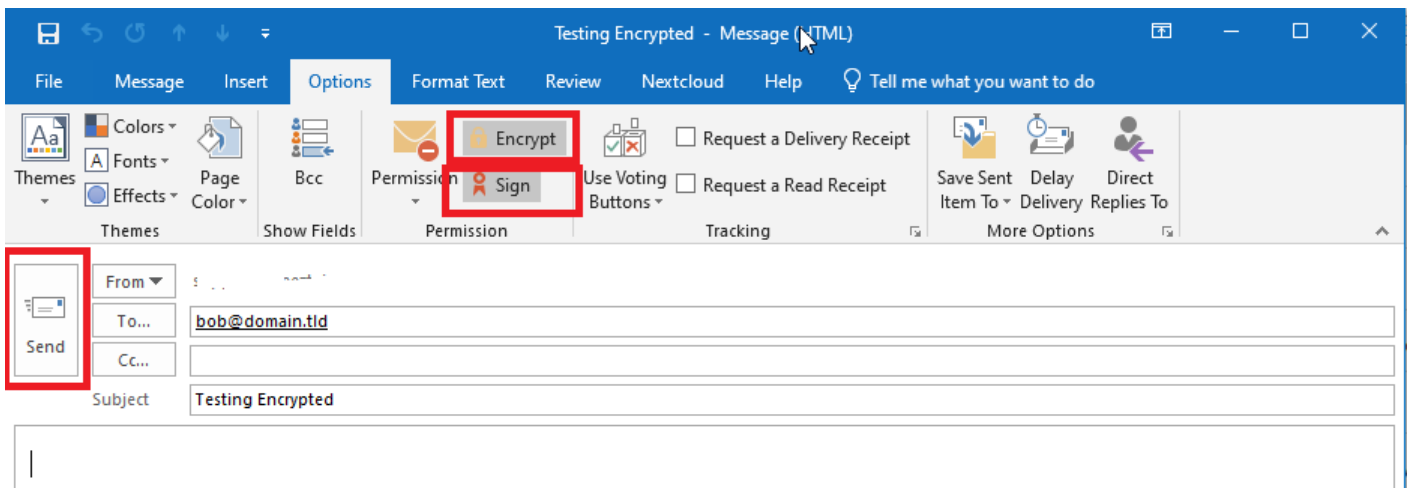 Testing Encrypted - Message (HTML)
File Message Insert Options Format Text Review Nextcloud Help Tell me what you want to do
Aa Colors Encrypt Request a Delivery Receipt
A Fonts
Themes Page Color Bcc Permission Sign Use Voting Buttons Request a Read Receipt Save Sent Item To Delay Delivery Direct Replies To
Effects
Themes Show Fields Permission Tracking More Options
From
To... bob@domain.tld
Send
Cc...
Subject Testing Encrypted